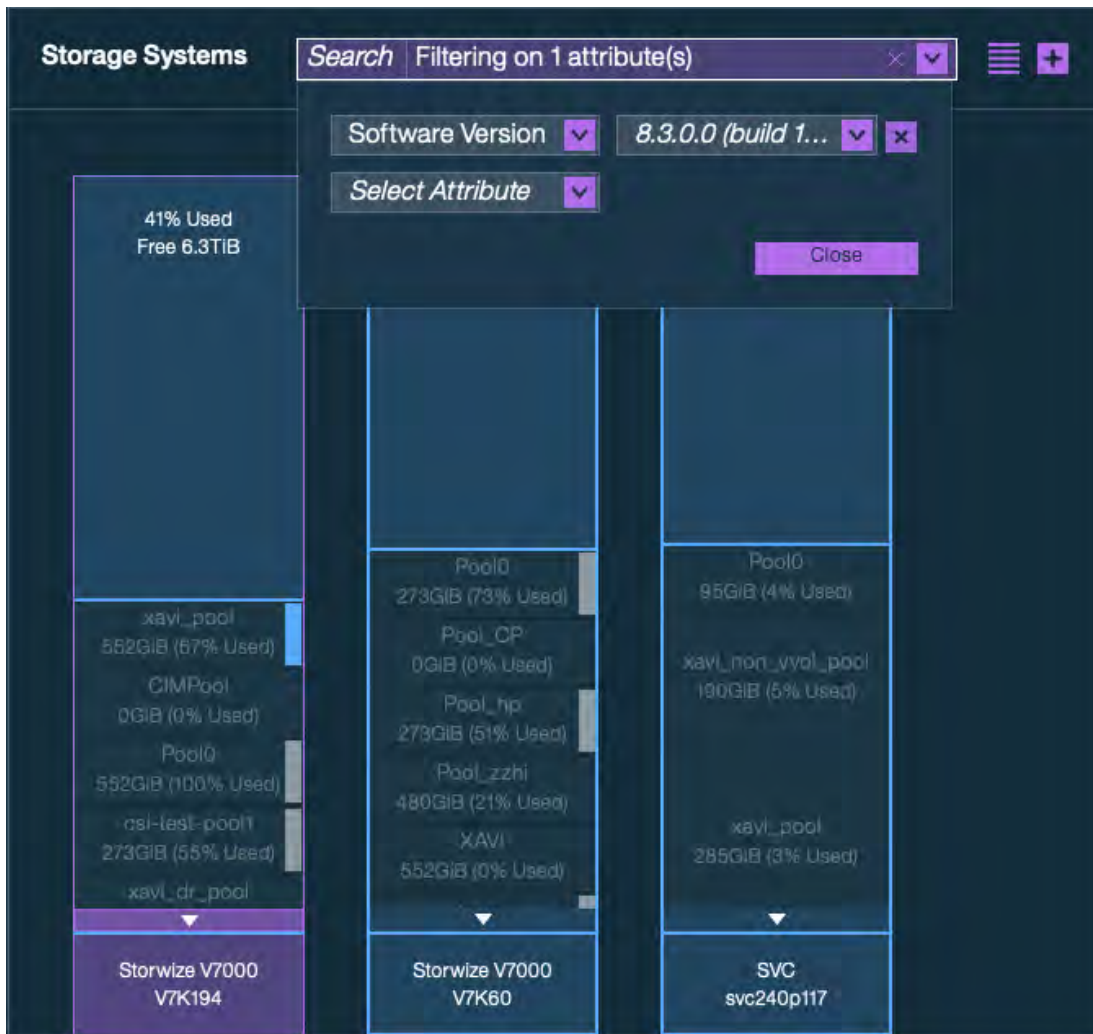 Storage Systems
Search Filtering on 1 attribute(s)
Software Version 8.3.0.0 (build 1...
Select Attribute
Close
41% Used
Free 6.3TiB
xavi_pool
552GiB (67% Used)
CIMPool
0GiB (0% Used)
Pool0
552GiB (100% Used)
csi-test-pool1
273GiB (55% Used)
xavi_dr_pool
Storwize V7000
V7K194
Pool0
273GiB (73% Used)
Pool_CP
0GiB (0% Used)
Pool_hp
273GiB (51% Used)
Pool_zzhi
480GiB (21% Used)
XAVI
552GiB (0% Used)
Storwize V7000
V7K60
Pool0
95GiB (4% Used)
xavi_non_vvol_pool
190GiB (5% Used)
xavi_pool
285GiB (3% Used)
SVC
svc240p117